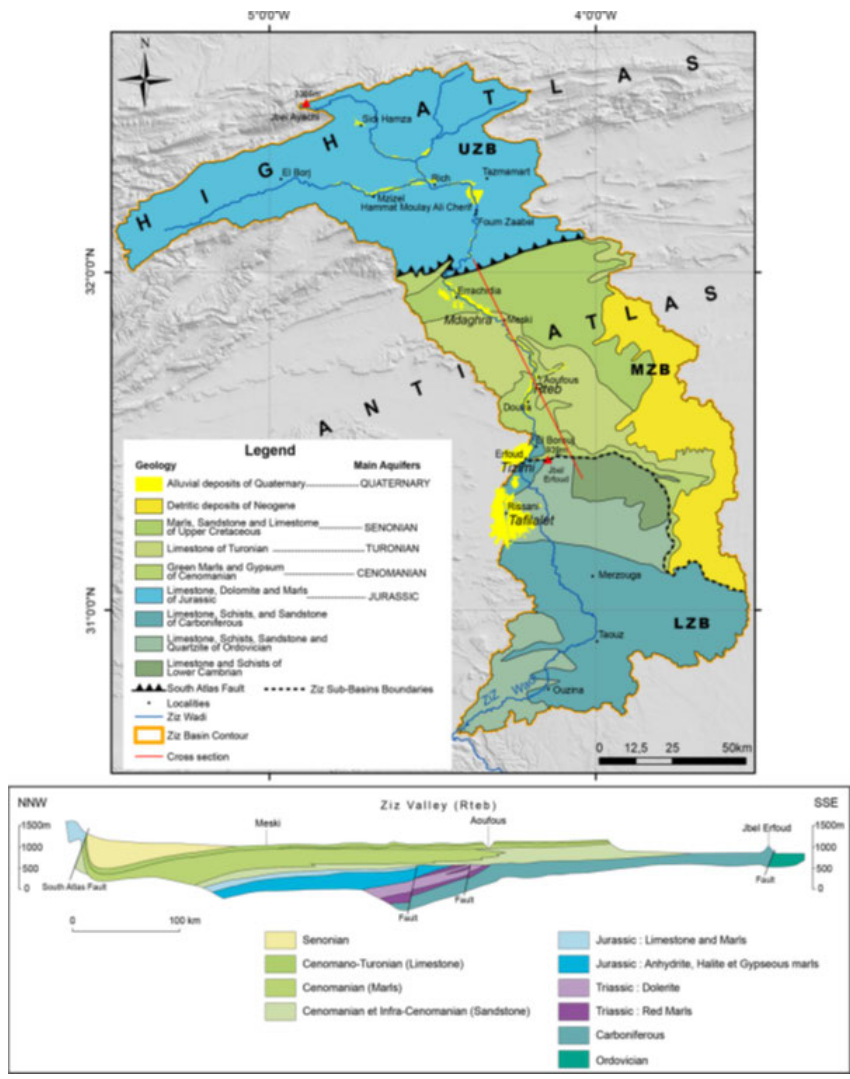 5°0'0"W
4°0'0"W
N
3366m
Jbel Ayachi
Sidi Hamza
H I G H A T L A S
UZB
El Borj
Rich
Tazmamart
Mzizel
Hammat Moulay Ali Cherif
Foum Zaabel
32°0'0"N
Errachidia
Mdaghra
Meski
A N T I A T L A S
MZB
Aoufous
Rteb
Douira
El Borouj
Erfoud
935m
Tizimi
Jbel
Erfoud
Rissani
Tafilalet
Merzouga
31°0'0"N
LZB
Taouz
Ziz Wadi
Ouzina
Legend
Geology Main Aquifers
Alluvial deposits of Quaternary QUATERNARY
Detritic deposits of Neogene
Marls, Sandstone and Limestome
of Upper Cretaceous SENONIAN
Limestone of Turonian TURONIAN
Green Marls and Gypsum
of Cenomanian CENOMANIAN
Limestone, Dolomite and Marls
of Jurassic JURASSIC
Limestone, Schists, and Sandstone
of Carboniferous
Limestone, Schists, Sandstone and
Quartzite of Ordovician
Limestone and Schists of
Lower Cambrian
South Atlas Fault Ziz Sub-Basins Boundaries
Localities
Ziz Wadi
Ziz Basin Contour
Cross section
0 12,5 25 50km
NNW Ziz Valley (Rteb) SSE
Meski Aoufous Jbel Erfoud
1500m 1500m
1000 1000
500 500
0 0
South Atlas Fault
Fault
Fault
Fault
0 100 km
Senonian
Cenomano-Turonian (Limestone)
Cenomanian (Marls)
Cenomanian et Infra-Cenomanian (Sandstone)
Jurassic : Limestone and Marls
Jurassic : Anhydrite, Halite et Gypseous marls
Triassic : Dolerite
Triassic : Red Marls
Carboniferous
Ordovician